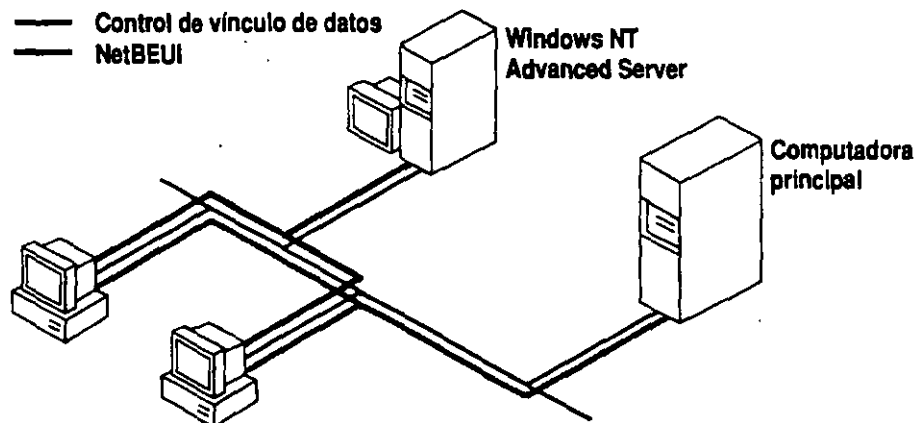 Control de vínculo de datos
NetBEUI
Windows NT
Advanced Server
Computadora
principal